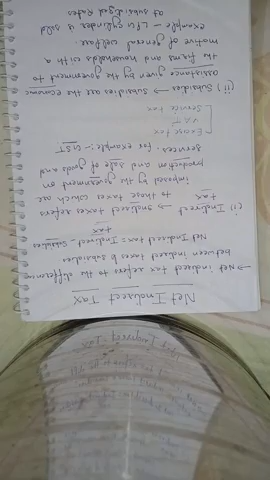 Net Indirect Tax
→ Net indirect tax refers to the difference
between indirect taxes & subsidies
Net Indirect tax = Indirect - Subsidies
tax
(i) Indirect → Indirect taxes refers
tax to those taxes which are
imposed by the government on
production and sale of goods and
services. for example :- GST
Excise tax
VAT
Service tax
(ii) Subsidies → Subsidies are the economic
assistance given by the government to
the firms and households with a
motive of general welfare.
example - LPG cylinder is sold
at subsidized Rates